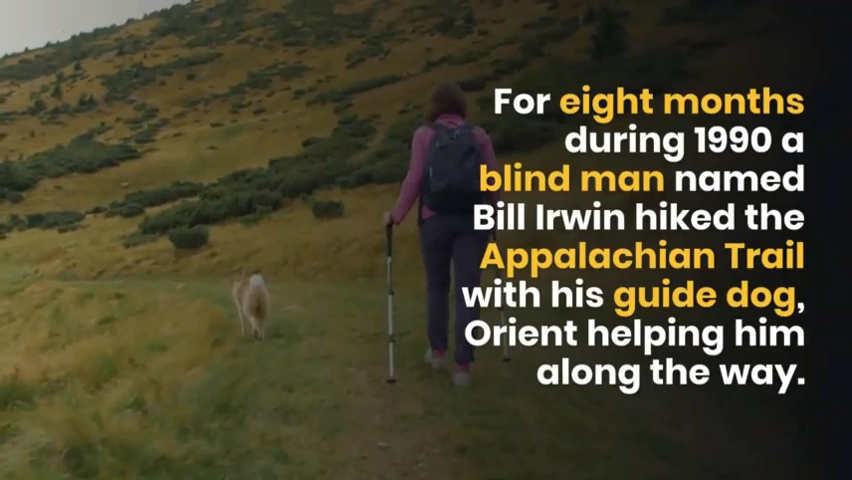 For eight months
during 1990 a
blind man named
Bill Irwin hiked the
Appalachian Trail
with his guide dog,
Orient helping him
along the way.